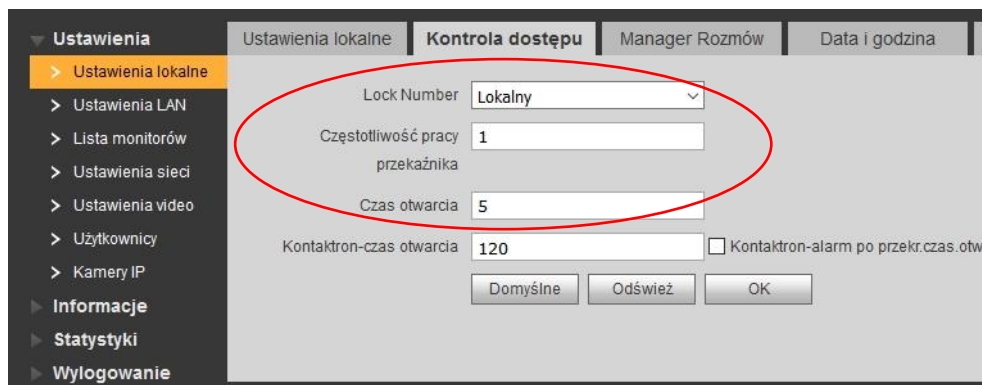 Ustawienia
Ustawienia lokalne
Ustawienia LAN
Lista monitorów
Ustawienia sieci
Ustawienia video
Użytkownicy
Kamery IP
Informacje
Statystyki
Wylogowanie
Ustawienia lokalne Kontrola dostępu Manager Rozmów Data i godzina
Lock Number Lokalny
Częstotliwość pracy 1
przekaźnika
Czas otwarcia 5
Kontaktron-czas otwarcia 120 Kontaktron-alarm po przekr.czas.otw
Domyślne Odśwież OK